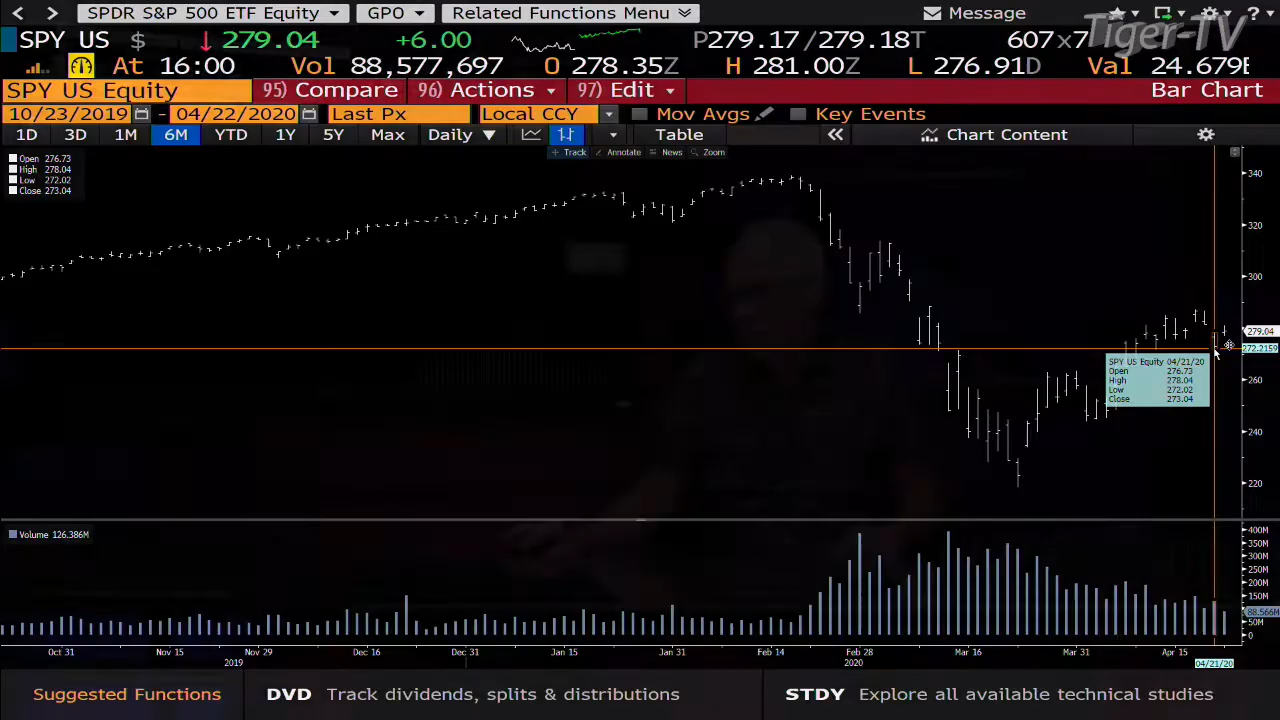 SPDR S&P 500 ETF Equity GPO Related Functions Menu Message ?
Tiger-TV
SPY US $ ↓ 279.04 +6.00 P279.17/279.18T 607x7
At 16:00 Vol 88,577,697 O 278.35Z H 281.00Z L 276.91D Val 24.679B
SPY US Equity 95) Compare 96) Actions 97) Edit Bar Chart
10/23/2019 - 04/22/2020 Last Px Local CCY Mov Avgs Key Events
1D 3D 1M 6M YTD 1Y 5Y Max Daily Table Chart Content
Track Annotate News Zoom
Open 276.73
High 278.04
Low 272.02
Close 273.04
340
320
300
279.04
272.2159
SPY US Equity 04/21/20
Open 276.73
High 278.04
Low 272.02
Close 273.04
260
240
220
Volume 126.386M
400M
350M
300M
250M
200M
150M
88.566M
50M
0
Oct 31 Nov 15 Nov 29 Dec 16 Dec 31 Jan 15 Jan 31 Feb 14 Feb 28 Mar 16 Mar 31 Apr 15
2019 2020 04/21/20
Suggested Functions DVD Track dividends, splits & distributions STDY Explore all available technical studies